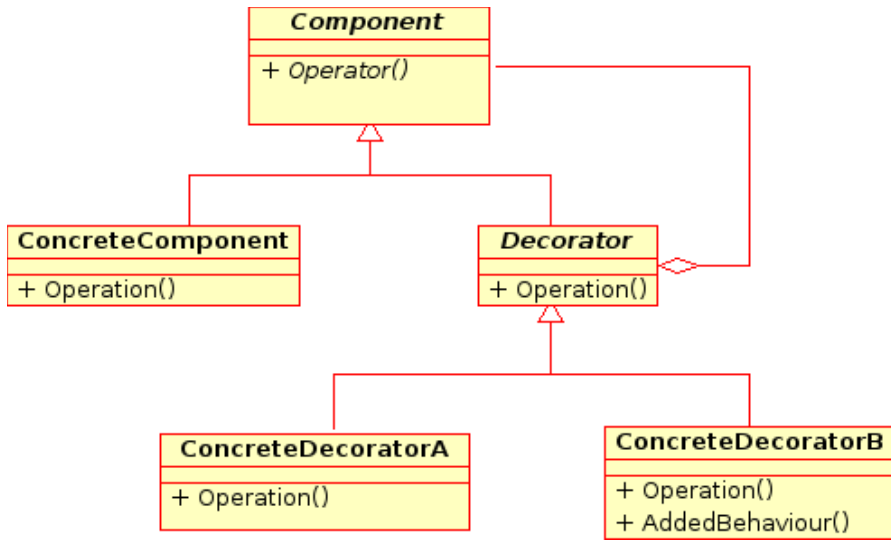 Component
+ Operator()
ConcreteComponent
+ Operation()
Decorator
+ Operation()
ConcreteDecoratorA
+ Operation()
ConcreteDecoratorB
+ Operation()
+ AddedBehaviour()